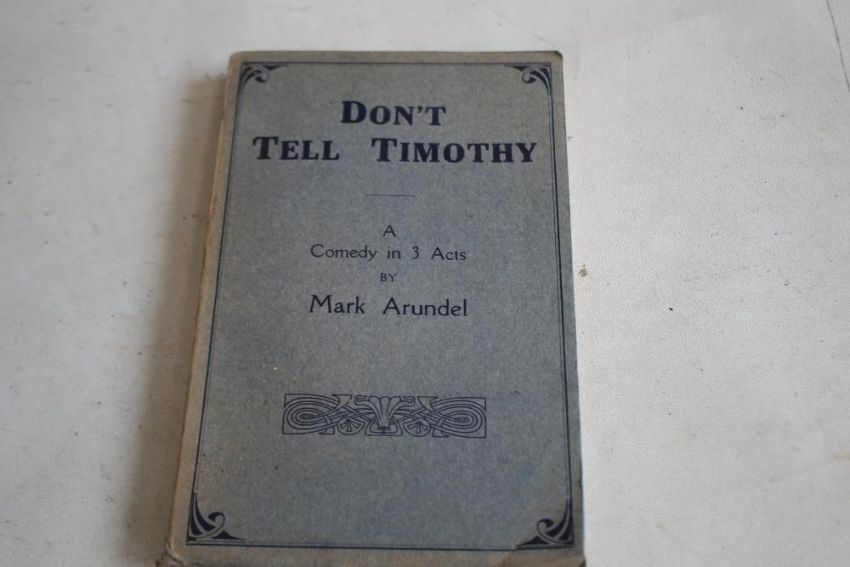 DON'T
TELL TIMOTHY
A
Comedy in 3 Acts
BY
Mark Arundel